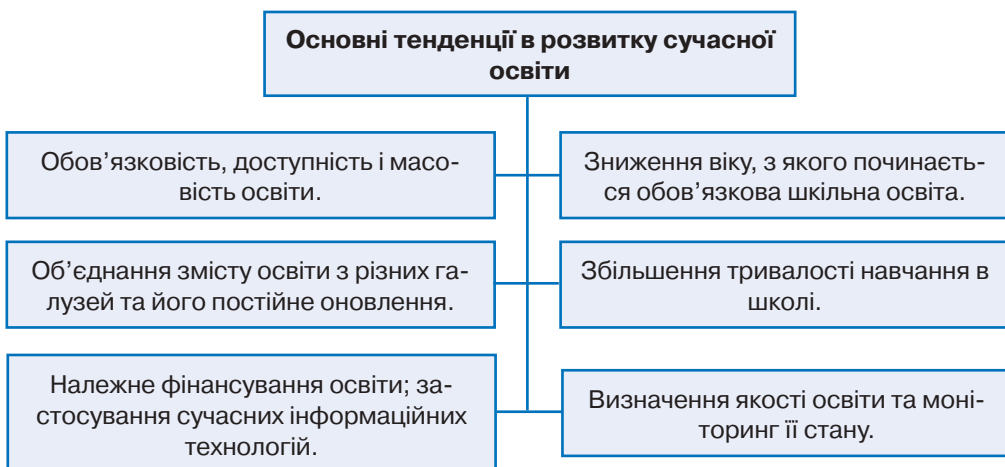 Основні тенденції в розвитку сучасної
освіти
Обов’язковість, доступність і масо-
вість освіти.
Зниження віку, з якого починаєть-
ся обов’язкова шкільна освіта.
Об’єднання змісту освіти з різних га-
лузей та його постійне оновлення.
Збільшення тривалості навчання в
школі.
Належне фінансування освіти; за-
стосування сучасних інформаційних
технологій.
Визначення якості освіти та моні-
торинг її стану.